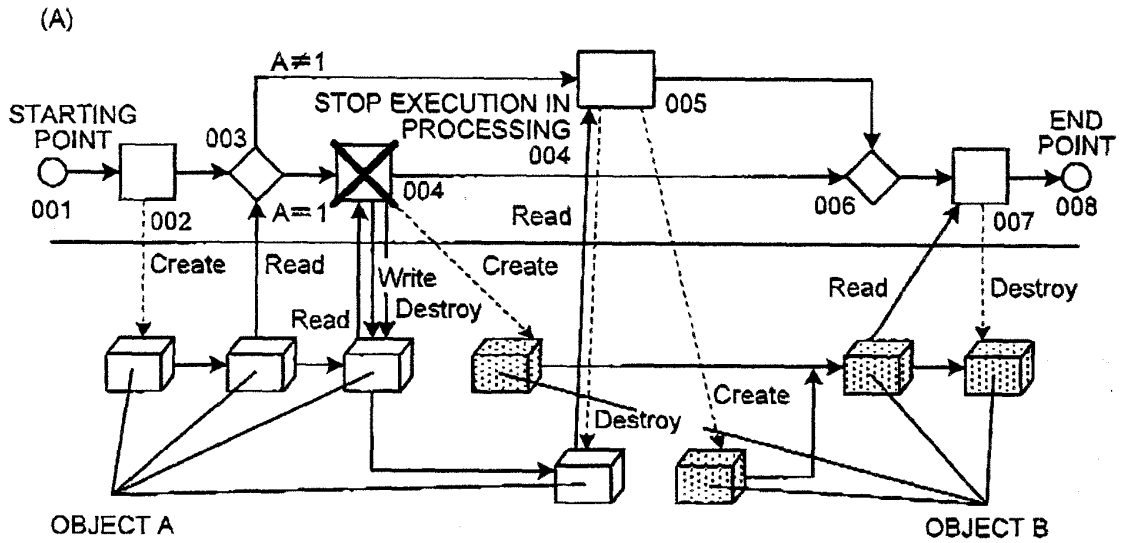 (A)
A≠1
STARTING
POINT
003
STOP EXECUTION IN
PROCESSING
004
005
END
POINT
001
002
A=1
004
Read
006
007
008
Create
Read
Read
Write
Destroy
Create
Read
Destroy
Destroy
Create
OBJECT A
OBJECT B